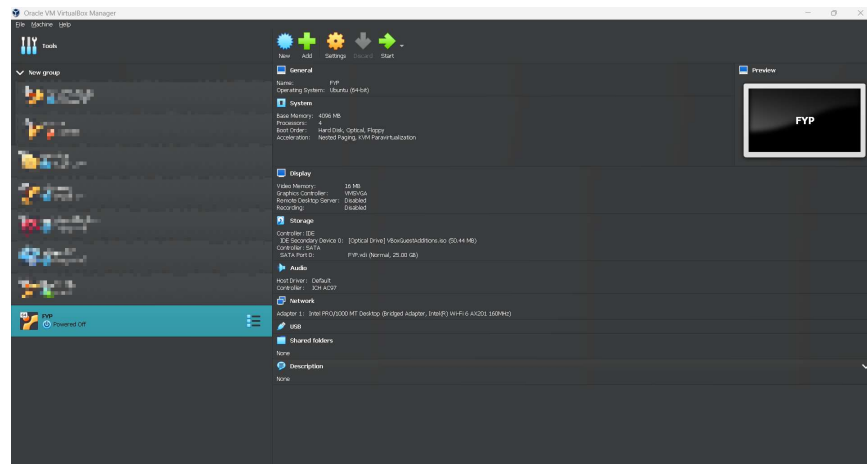 Oracle VM VirtualBox Manager
File Machine Help
Tools
New Add Settings Discard Start
New group
FYP
Powered Off
General
Name: FYP
Operating System: Ubuntu (64-bit)
System
Base Memory: 4096 MB
Processors: 4
Boot Order: Hard Disk, Optical, Floppy
Acceleration: Nested Paging, KVM Paravirtualization
Preview
FYP
Display
Video Memory: 16 MB
Graphics Controller: VMSVGA
Remote Desktop Server: Disabled
Recording: Disabled
Storage
Controller: IDE
IDE Secondary Device 0: [Optical Drive] VBoxGuestAdditions.iso (50.44 MB)
Controller: SATA
SATA Port 0: FYP.vdi (Normal, 25.00 GB)
Audio
Host Driver: Default
Controller: ICH AC97
Network
Adapter 1: Intel PRO/1000 MT Desktop (Bridged Adapter, Intel(R) Wi-Fi 6 AX201 160MHz)
USB
Shared folders
None
Description
None